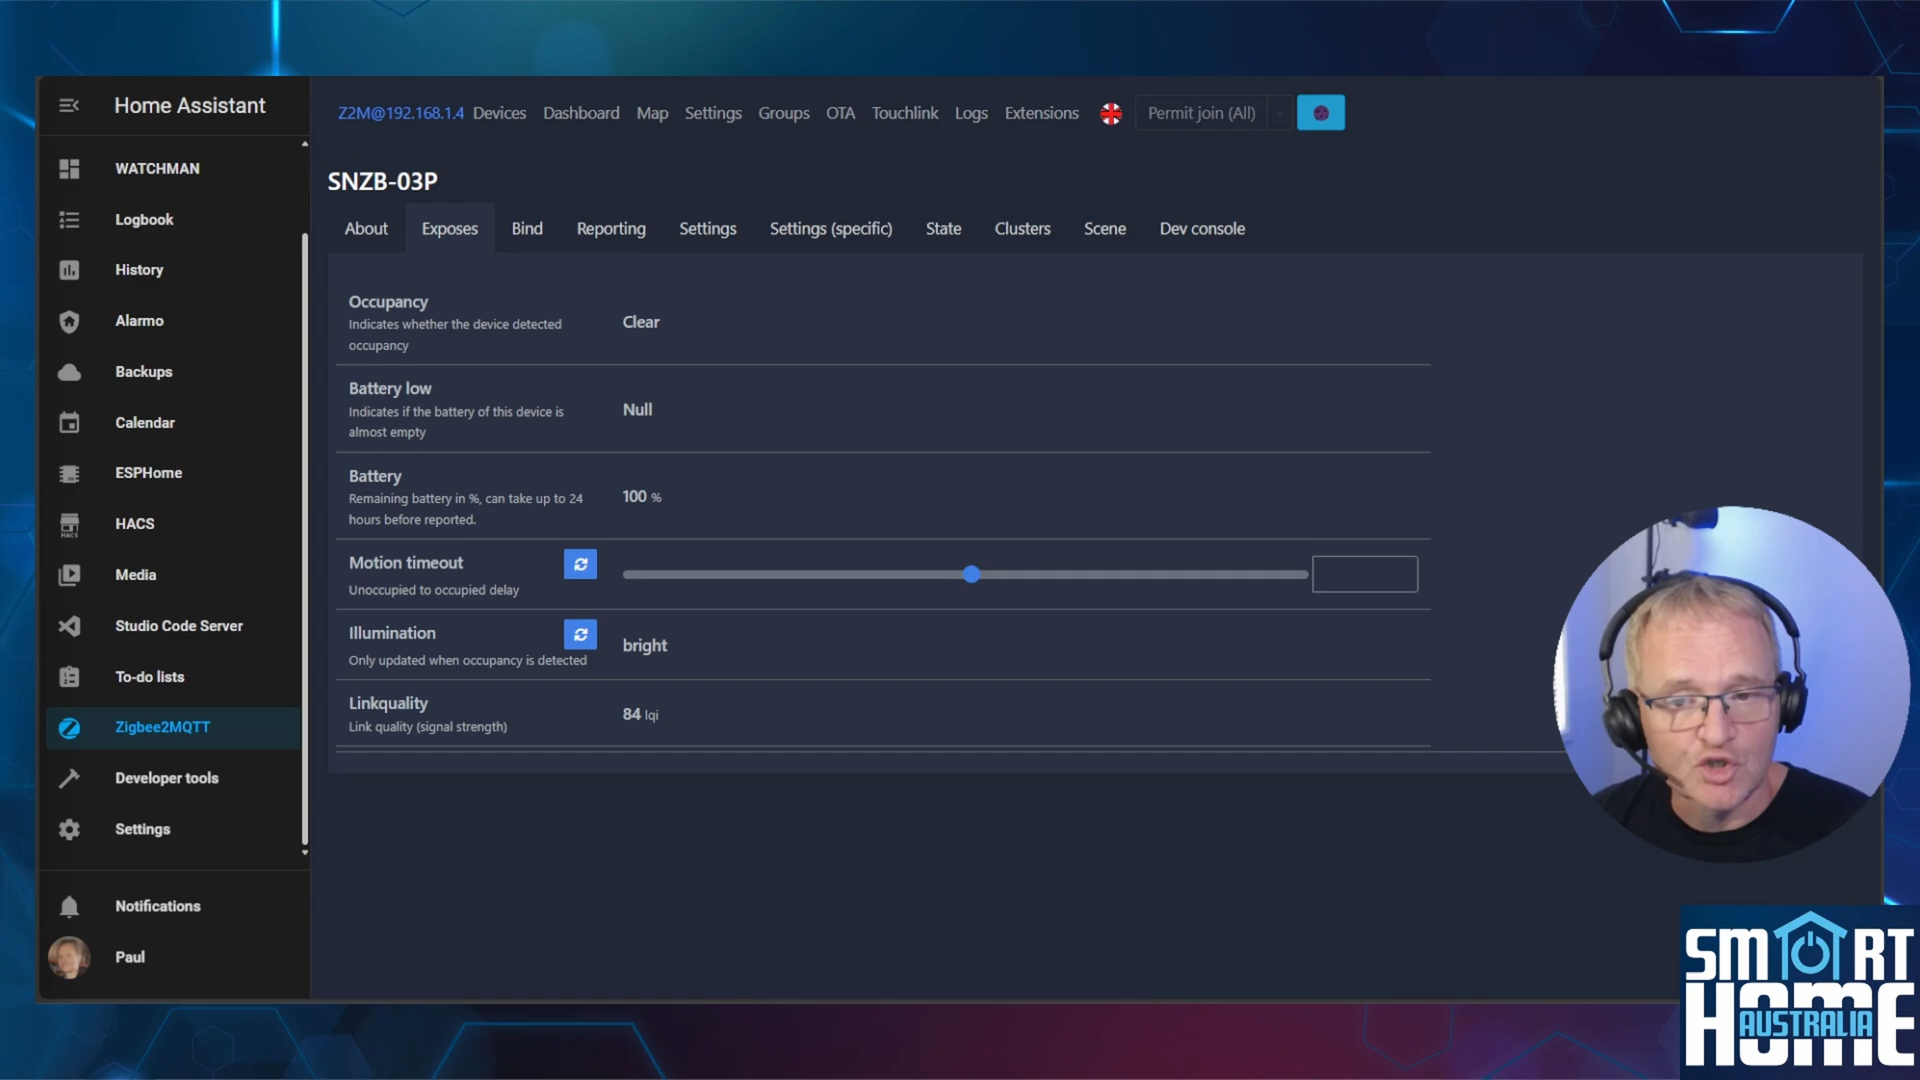 Home Assistant
WATCHMAN
Logbook
History
Alarmo
Backups
Calendar
ESPHome
HACS
HACS
Media
Studio Code Server
To-do lists
Zigbee2MQTT
Developer tools
Settings
Notifications
Paul
Z2M@192.168.1.4 Devices Dashboard Map Settings Groups OTA Touchlink Logs Extensions Permit join (All)
SNZB-03P
About Exposes Bind Reporting Settings Settings (specific) State Clusters Scene Dev console
Occupancy
Indicates whether the device detected
occupancy
Clear
Battery low
Indicates if the battery of this device is
almost empty
Null
Battery
Remaining battery in %, can take up to 24
hours before reported.
100 %
Motion timeout
Unoccupied to occupied delay
Illumination
Only updated when occupancy is detected
bright
Linkquality
Link quality (signal strength)
84 lqi
SMART
HOME
AUSTRALIA